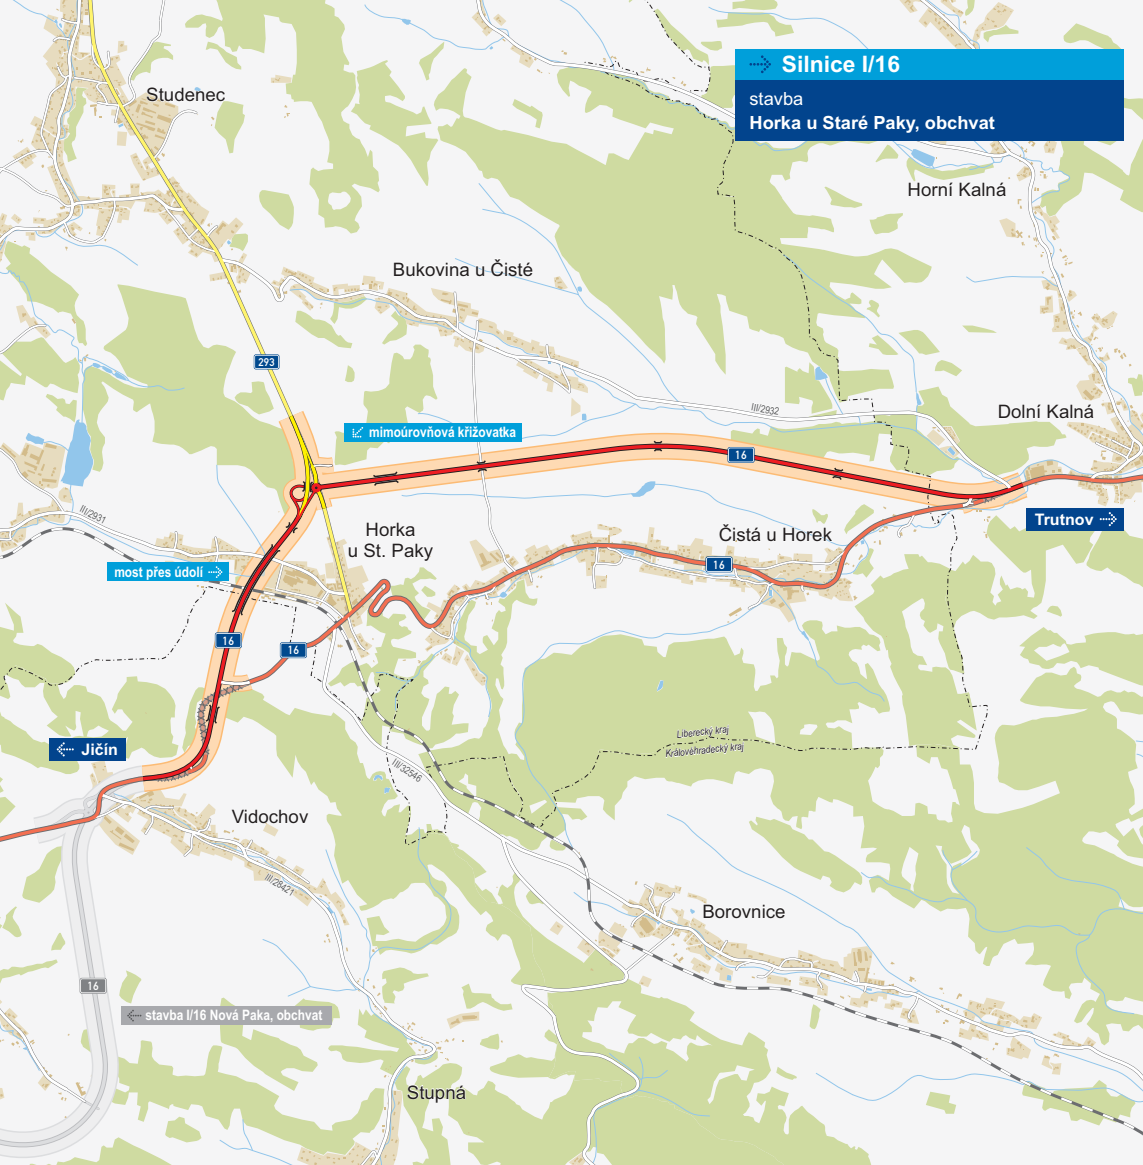 Silnice I/16
stavba
Horka u Staré Paky, obchvat
Studenec
Horní Kalná
Bukovina u Čisté
293
III/2932
Dolní Kalná
mimoúrovňová křižovatka
16
III/2931
Horka
u St. Paky
Čistá u Horek
Trutnov
16
most přes údolí
16
16
Liberecký kraj
Královéhradecký kraj
Jičín
III/32546
Vidochov
III/28421
Borovnice
16
stavba I/16 Nová Paka, obchvat
Stupná